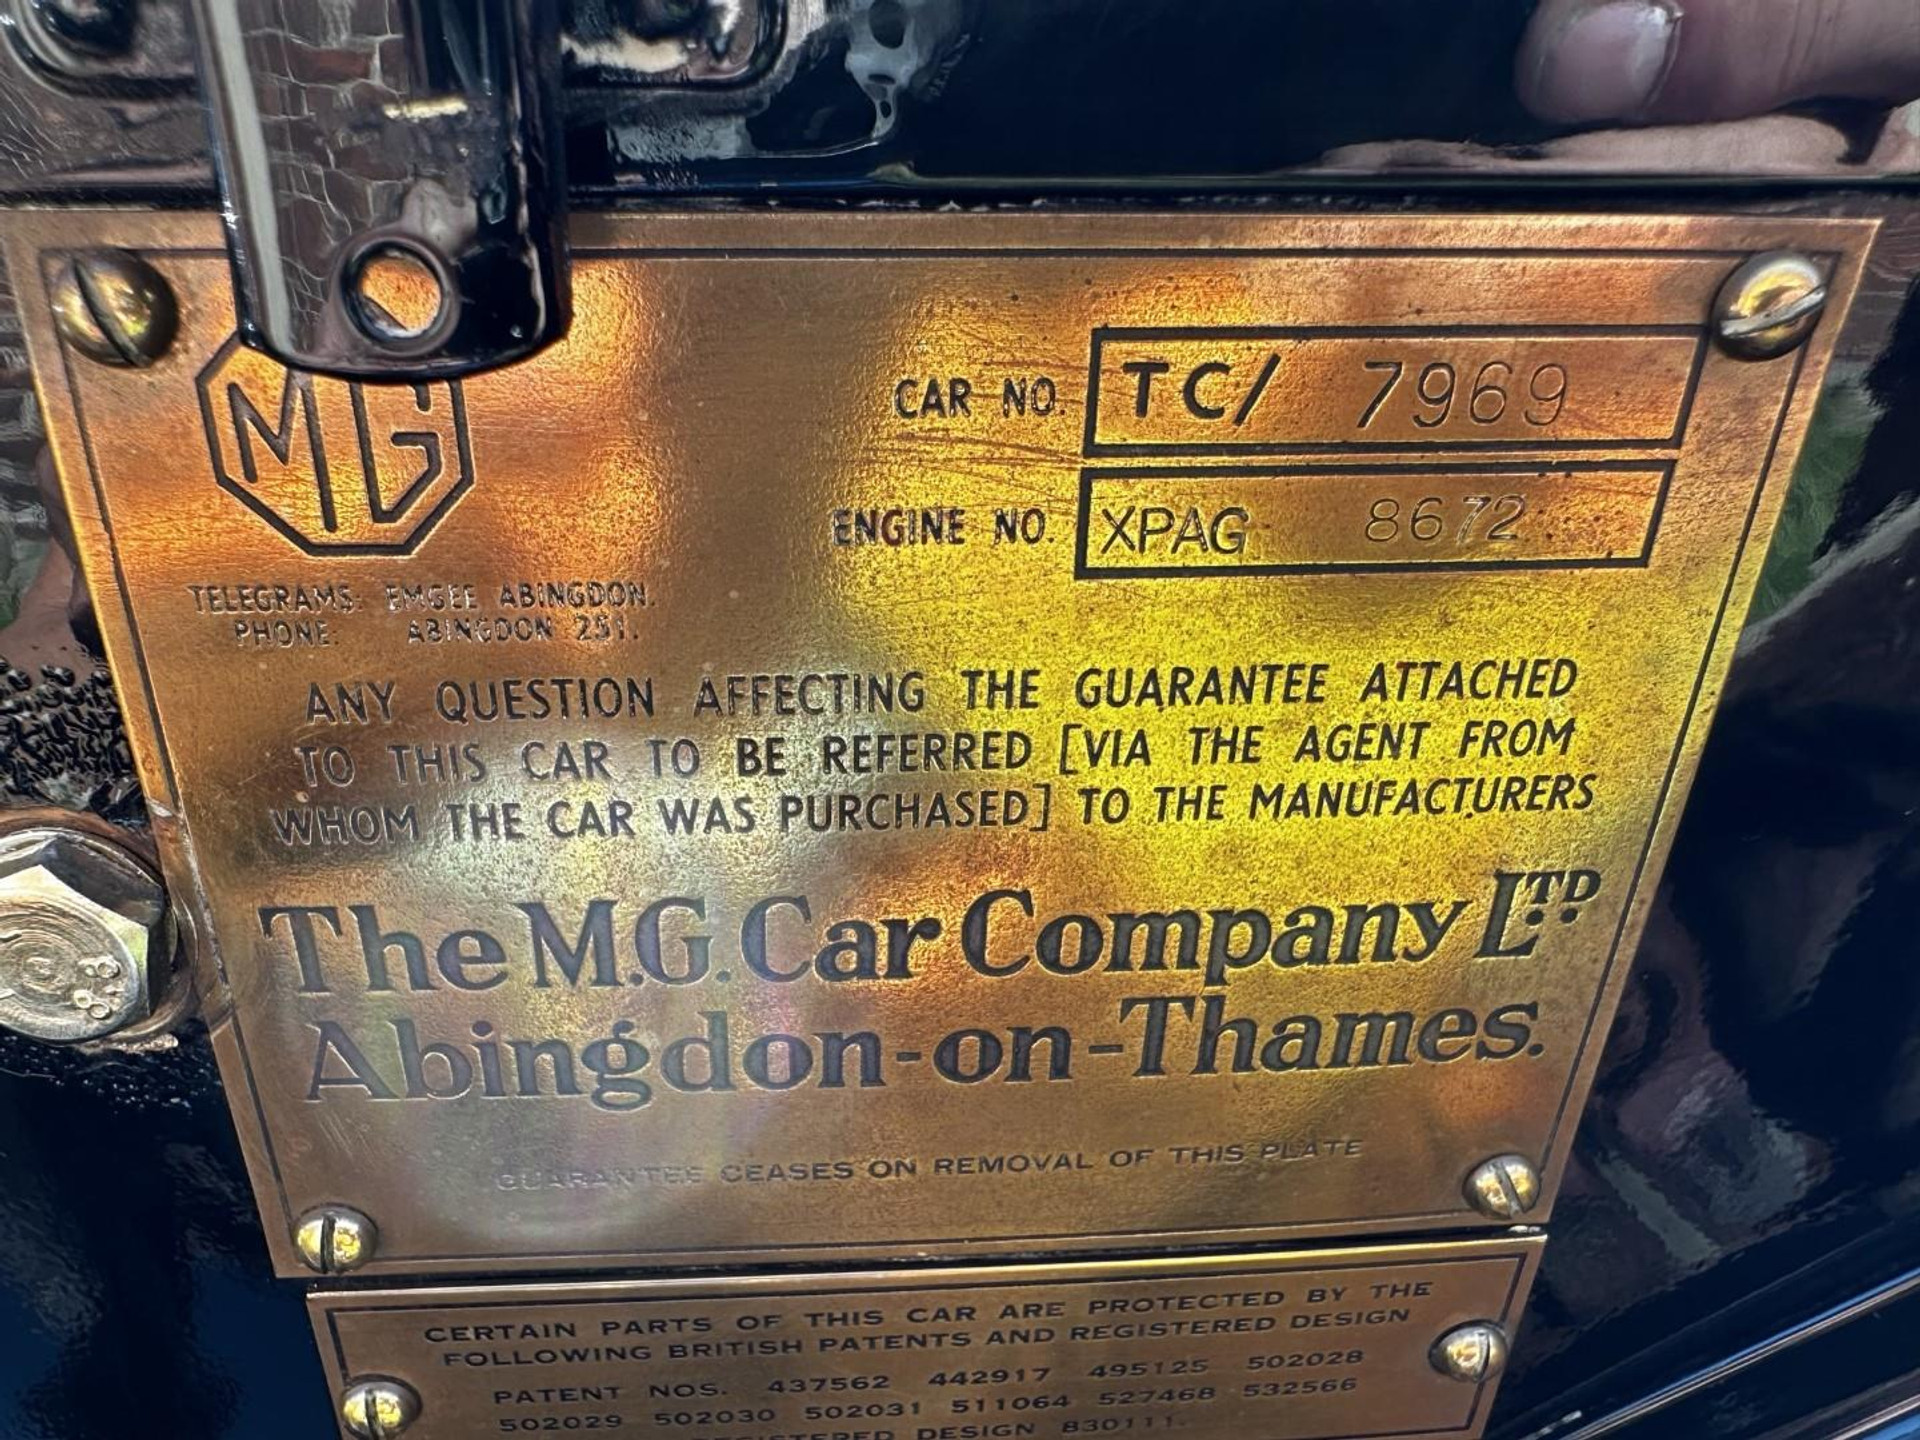 MG
CAR NO. TC/ 7969
ENGINE NO. XPAG 8672
TELEGRAMS: EMGEE ABINGDON.
PHONE: ABINGDON 251.
ANY QUESTION AFFECTING THE GUARANTEE ATTACHED
TO THIS CAR TO BE REFERRED [VIA THE AGENT FROM
WHOM THE CAR WAS PURCHASED] TO THE MANUFACTURERS
The M.G. Car Company LTD.
Abingdon-on-Thames.
GUARANTEE CEASES ON REMOVAL OF THIS PLATE
8.8
CERTAIN PARTS OF THIS CAR ARE PROTECTED BY THE
FOLLOWING BRITISH PATENTS AND REGISTERED DESIGN
PATENT NOS. 437562 442917 495125 502028
502029 502030 502031 511064 527468 532566
DESIGN 830111.